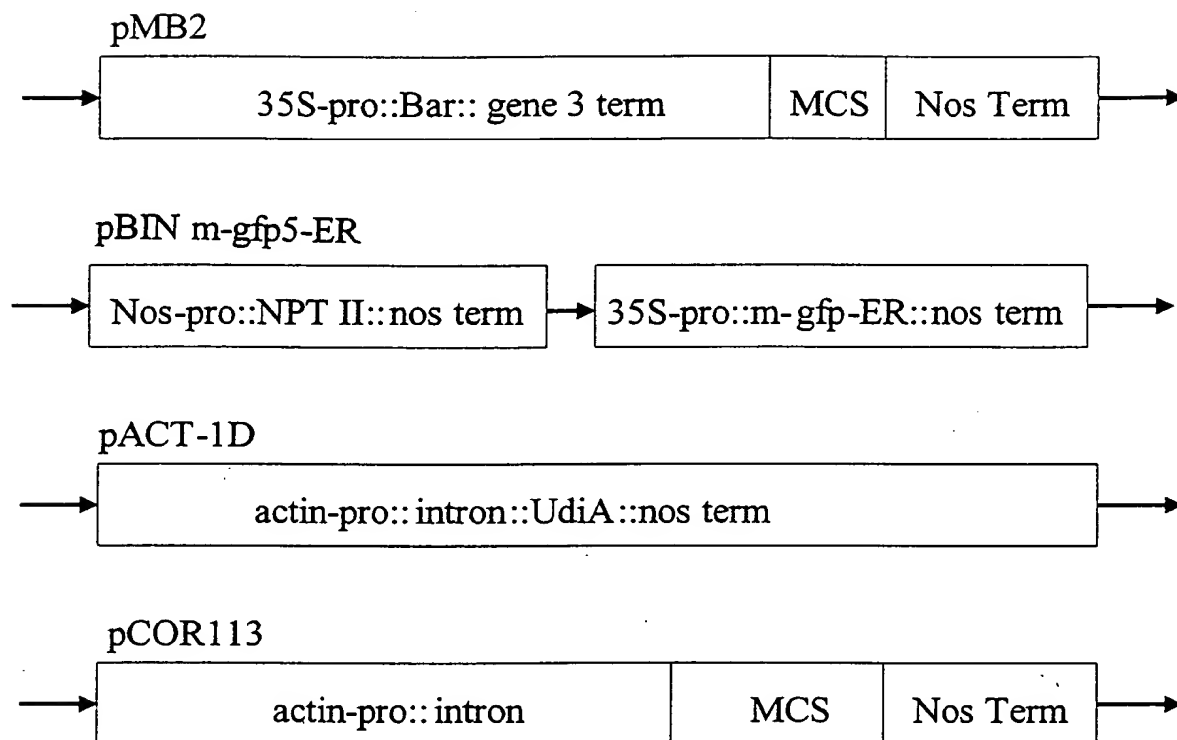 pMB2
35S-pro::Bar:: gene 3 term MCS Nos Term
pBIN m-gfp5-ER
Nos-pro::NPT II::nos term 35S-pro::m-gfp-ER::nos term
pACT-1D
actin-pro::intron::UdiA::nos term
pCOR113
actin-pro::intron MCS Nos Term